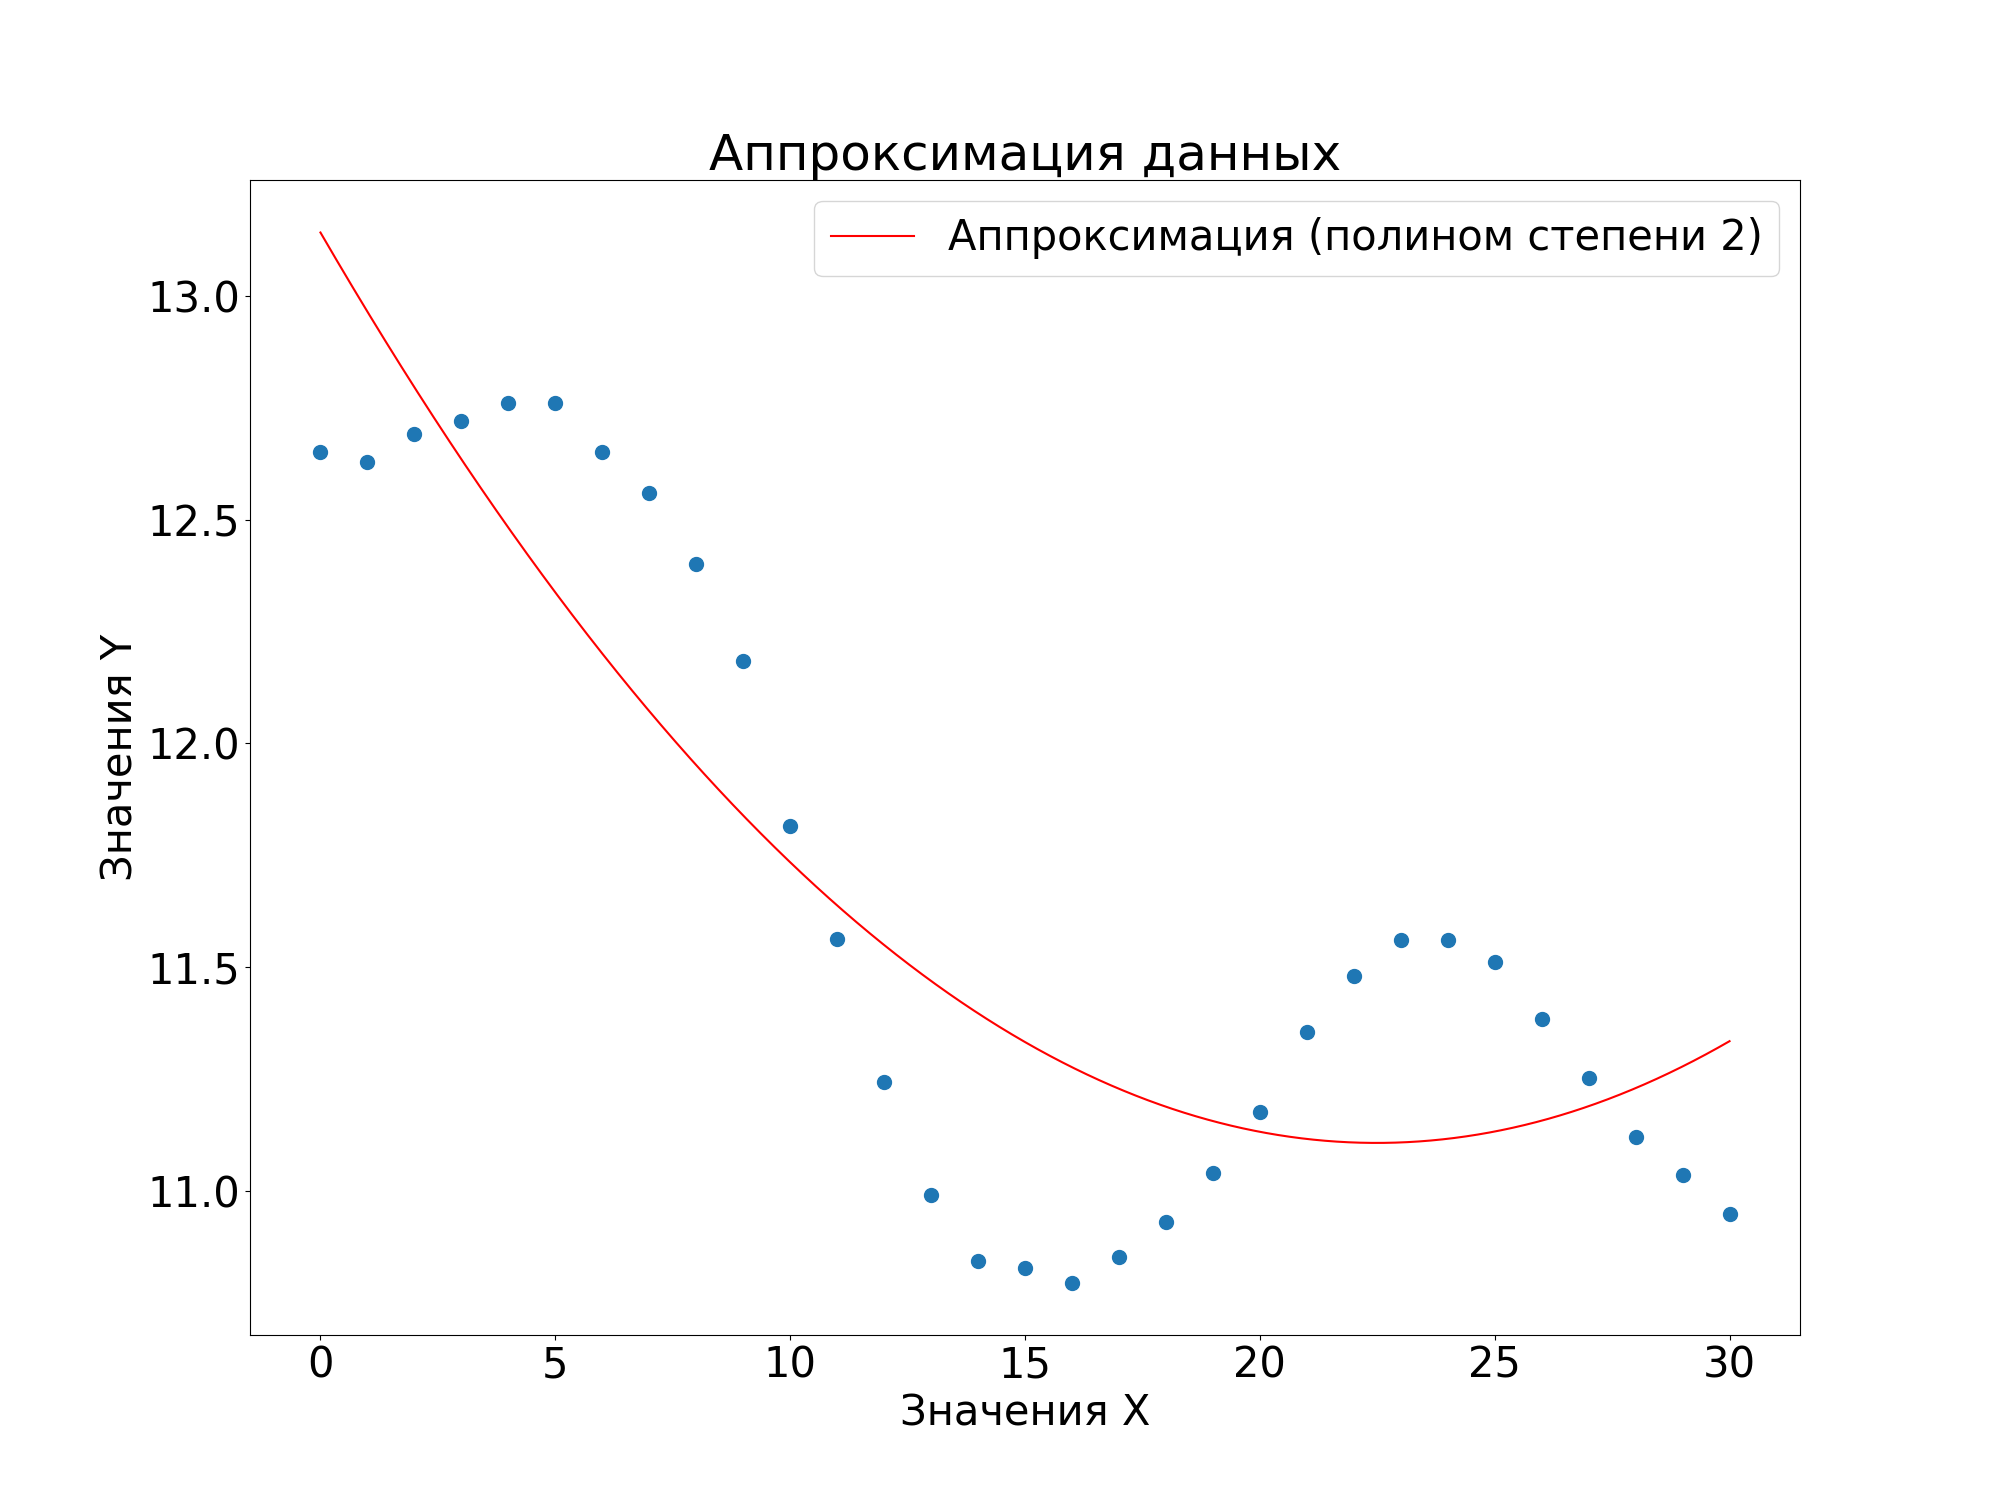 Аппроксимация данных
Аппроксимация (полином степени 2)
13.0
12.5
12.0
11.5
11.0
Значения Y
0 5 10 15 20 25 30
Значения X